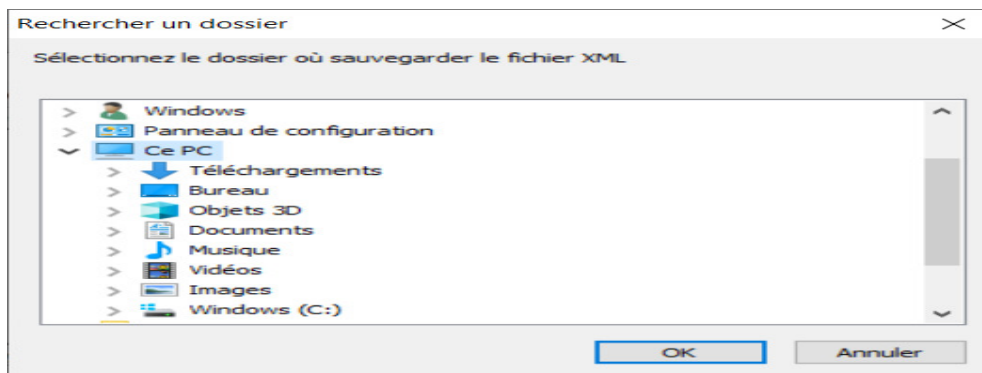 Rechercher un dossier
Sélectionnez le dossier où sauvegarder le fichier XML
Windows
Panneau de configuration
Ce PC
Téléchargements
Bureau
Objets 3D
Documents
Musique
Vidéos
Images
Windows (C:)
OK Annuler